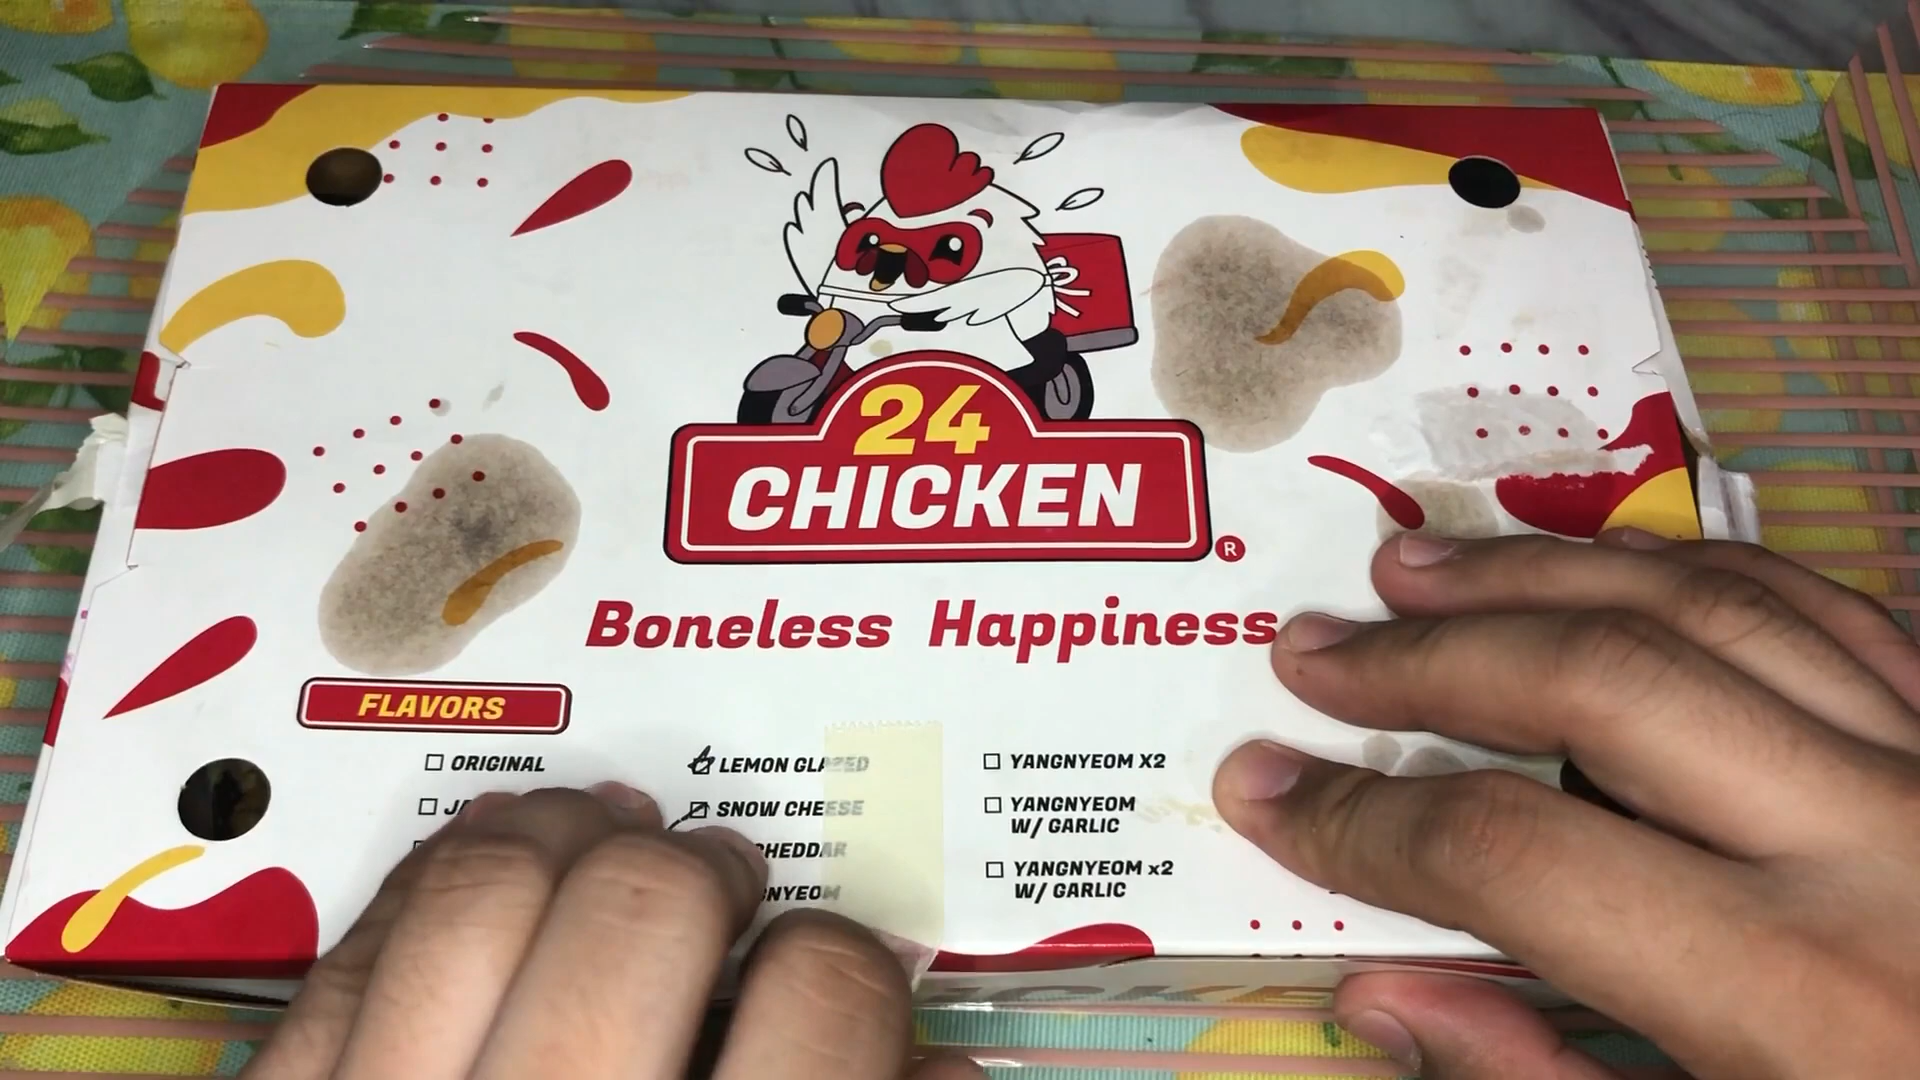 24
CHICKEN
®
Boneless Happiness
FLAVORS
ORIGINAL
LEMON GLAZED
SNOW CHEESE
CHEDDAR
YANGNYEOM X2
YANGNYEOM
W/ GARLIC
YANGNYEOM x2
W/ GARLIC